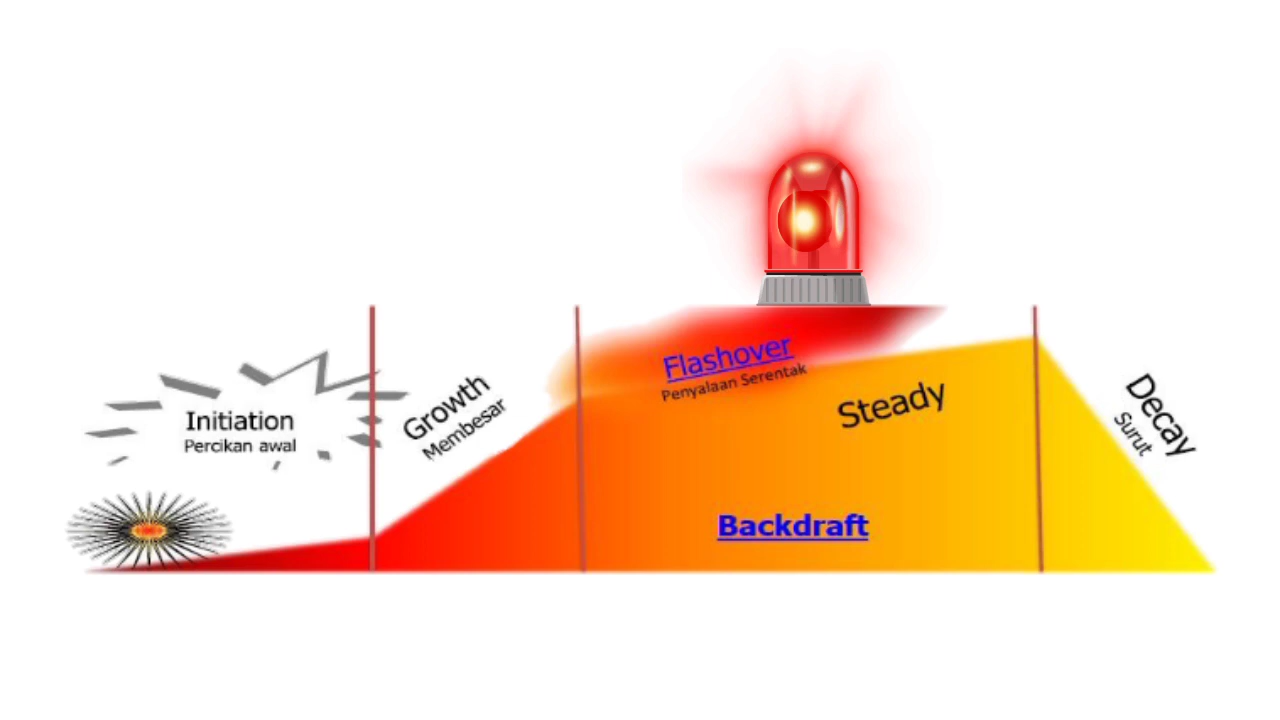 Initiation
Percikan awal
Growth
Membesar
Flashover
Penyalaan Serentak
Steady
Backdraft
Decay
Surut